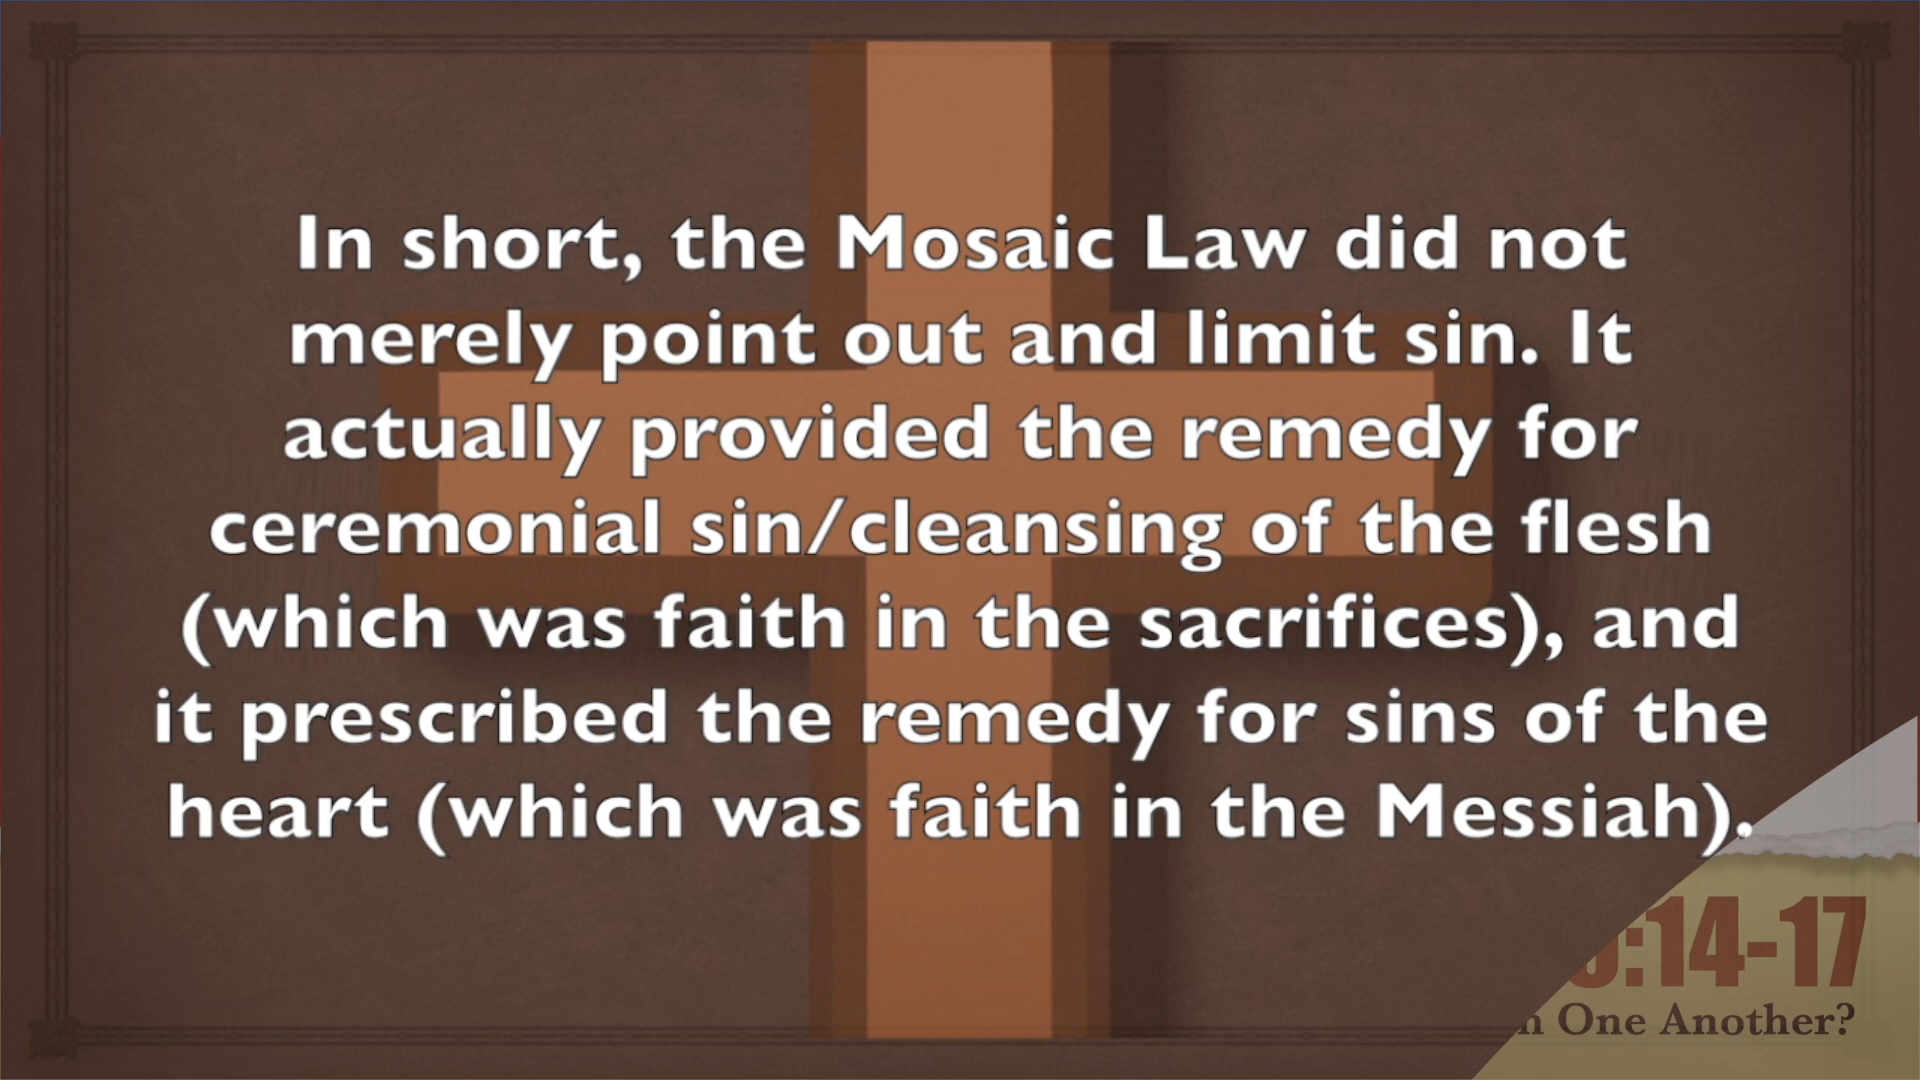 In short, the Mosaic Law did not
merely point out and limit sin. It
actually provided the remedy for
ceremonial sin/cleansing of the flesh
(which was faith in the sacrifices), and
it prescribed the remedy for sins of the
heart (which was faith in the Messiah).
:14-17
One Another?